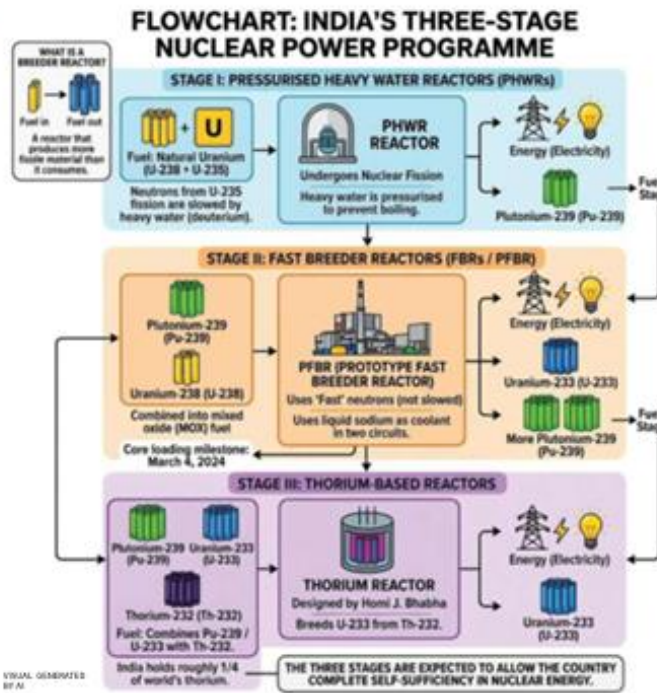 FLOWCHART: INDIA'S THREE-STAGE
NUCLEAR POWER PROGRAMME
WHAT IS A
BREEDER REACTOR?
Fuel in
Fuel out
A reactor that
produces more
fissile material than
it consumes.
STAGE I: PRESSURISED HEAVY WATER REACTORS (PHWRs)
U
Fuel: Natural Uranium
(U-238 + U-235)
Neutrons from U-235
fission are slowed by
heavy water (deuterium).
PHWR
REACTOR
Undergoes Nuclear Fission
Heavy water is pressurised
to prevent boiling.
Energy (Electricity)
Plutonium-239 (Pu-239)
Fue
Stag
STAGE II: FAST BREEDER REACTORS (FBRs / PFBR)
Plutonium-239
(Pu-239)
Uranium-238 (U-238)
Combined into mixed
oxide (MOX) fuel
Core loading milestone:
March 4, 2024
PFBR (PROTOTYPE FAST
BREEDER REACTOR)
Uses 'Fast' neutrons (not slowed)
Uses liquid sodium as coolant
in two circuits.
Energy (Electricity)
Uranium-233 (U-233)
More Plutonium-239
(Pu-239)
Fue
Stag
STAGE III: THORIUM-BASED REACTORS
Plutonium-239
(Pu-239)
Uranium-233
(U-233)
Thorium-232 (Th-232)
Fuel: Combines Pu-239 /
U-233 with Th-232.
India holds roughly 1/4
of world's thorium.
THORIUM REACTOR
Designed by Homi J. Bhabha
Breeds U-233 from Th-232.
Energy (Electricity)
Uranium-233
(U-233)
THE THREE STAGES ARE EXPECTED TO ALLOW THE COUNTRY
COMPLETE SELF-SUFFICIENCY IN NUCLEAR ENERGY.
VISUAL GENERATED
BY AI